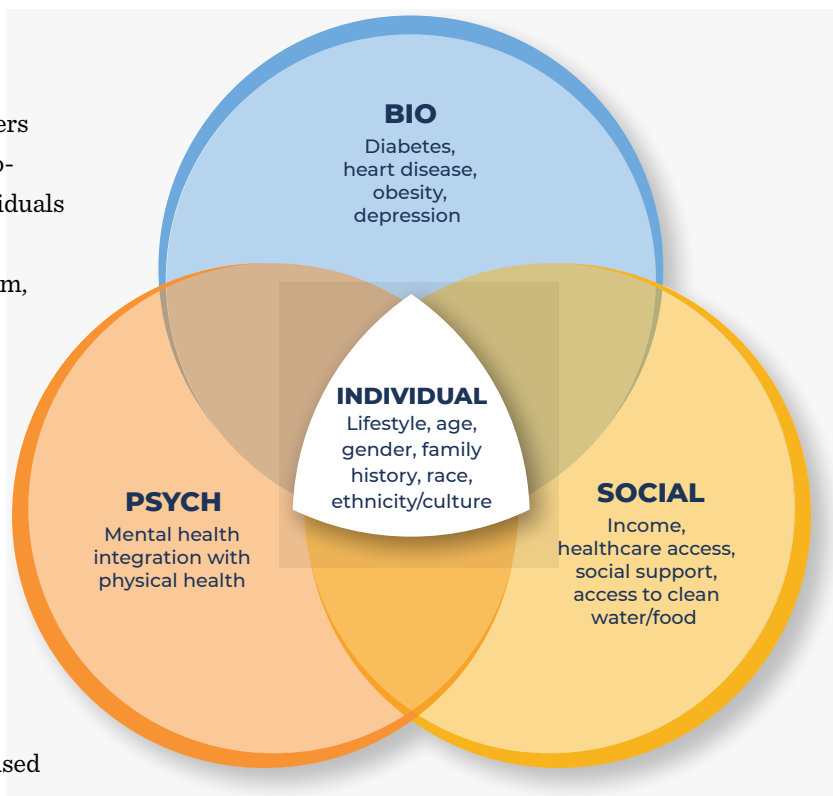 BIO
Diabetes,
heart disease,
obesity,
depression
INDIVIDUAL
Lifestyle, age,
gender, family
history, race,
ethnicity/culture
PSYCH
Mental health
integration with
physical health
SOCIAL
Income,
healthcare access,
social support,
access to clean
water/food